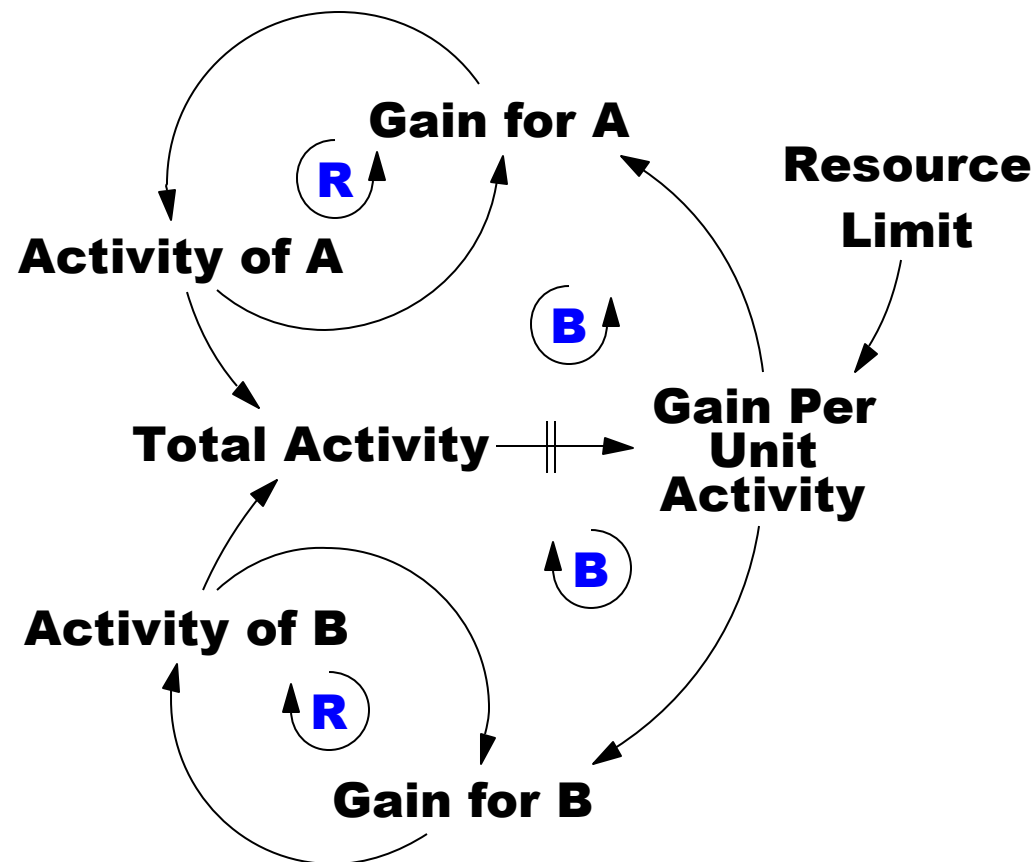 Gain for A
Resource
Limit
R
Activity of A
B
Gain Per
Unit
Activity
Total Activity
B
Activity of B
R
Gain for B